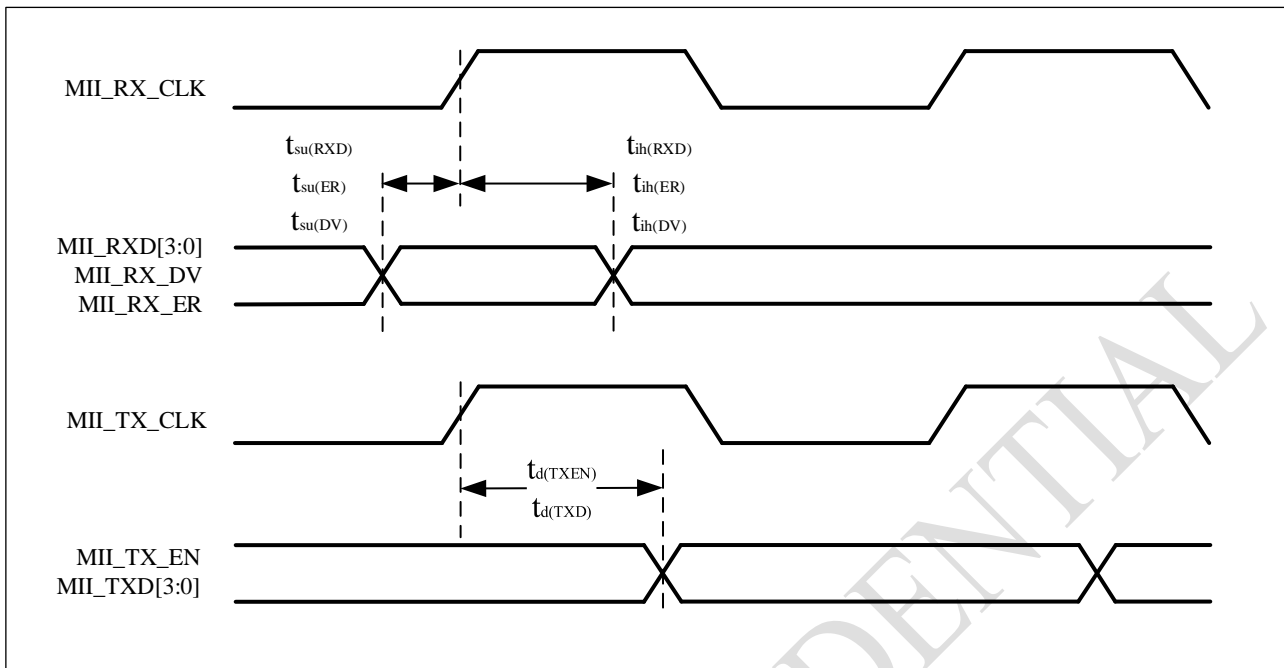 MII_RX_CLK
tsu(RXD) tih(RXD)
tsu(ER) tih(ER)
tsu(DV) tih(DV)
MII_RXD[3:0]
MII_RX_DV
MII_RX_ER
MII_TX_CLK
td(TXEN)
td(TXD)
MII_TX_EN
MII_TXD[3:0]
DENTIAL